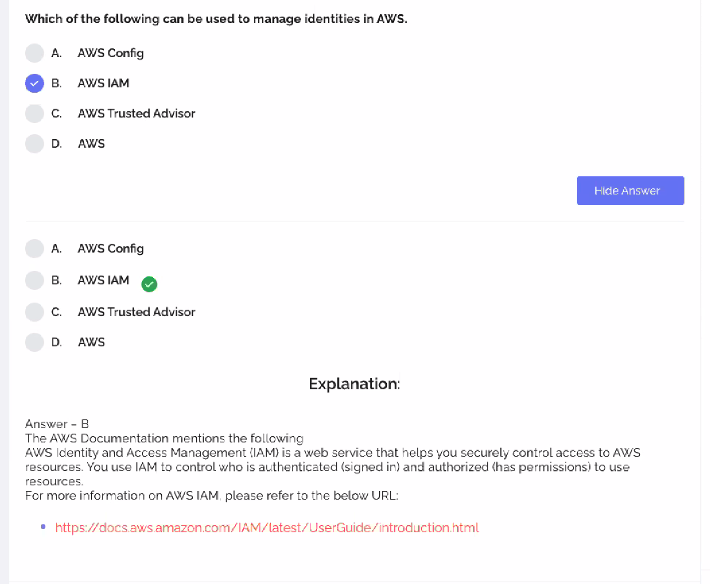 Which of the following can be used to manage identities in AWS.
A. AWS Config
B. AWS IAM
C. AWS Trusted Advisor
D. AWS
Hide Answer
A. AWS Config
B. AWS IAM
C. AWS Trusted Advisor
D. AWS
Explanation:
Answer – B
The AWS Documentation mentions the following
AWS Identity and Access Management (IAM) is a web service that helps you securely control access to AWS
resources. You use IAM to control who is authenticated (signed in) and authorized (has permissions) to use
resources.
For more information on AWS IAM, please refer to the below URL:
• https://docs.aws.amazon.com/IAM/latest/UserGuide/introduction.html